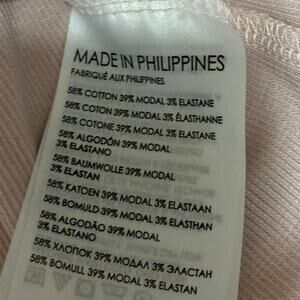 MADE IN PHILIPPINES
FABRIQUÉ AUX PHILIPPINES
58% COTTON 39% MODAL 3% ELASTANE
58% COTON 39% MODAL 3% ÉLASTHANNE
58% COTONE 39% MODAL 3% ELASTANE
58% ALGODÓN 39% MODAL
3% ELASTANO
58% BAUMWOLLE 39% MODAL
3% ELASTAN
58% KATOEN 39% MODAL 3% ELASTAAN
58% BOMULD 39% MODAL 3% ELASTHAN
58% ALGODÃO 39% MODAL
3% ELASTANO
58% ХЛОПОК 39% МОДАЛ 3% ЭЛАСТАН
58% BOMULL 39% MODAL 3% ELASTAN